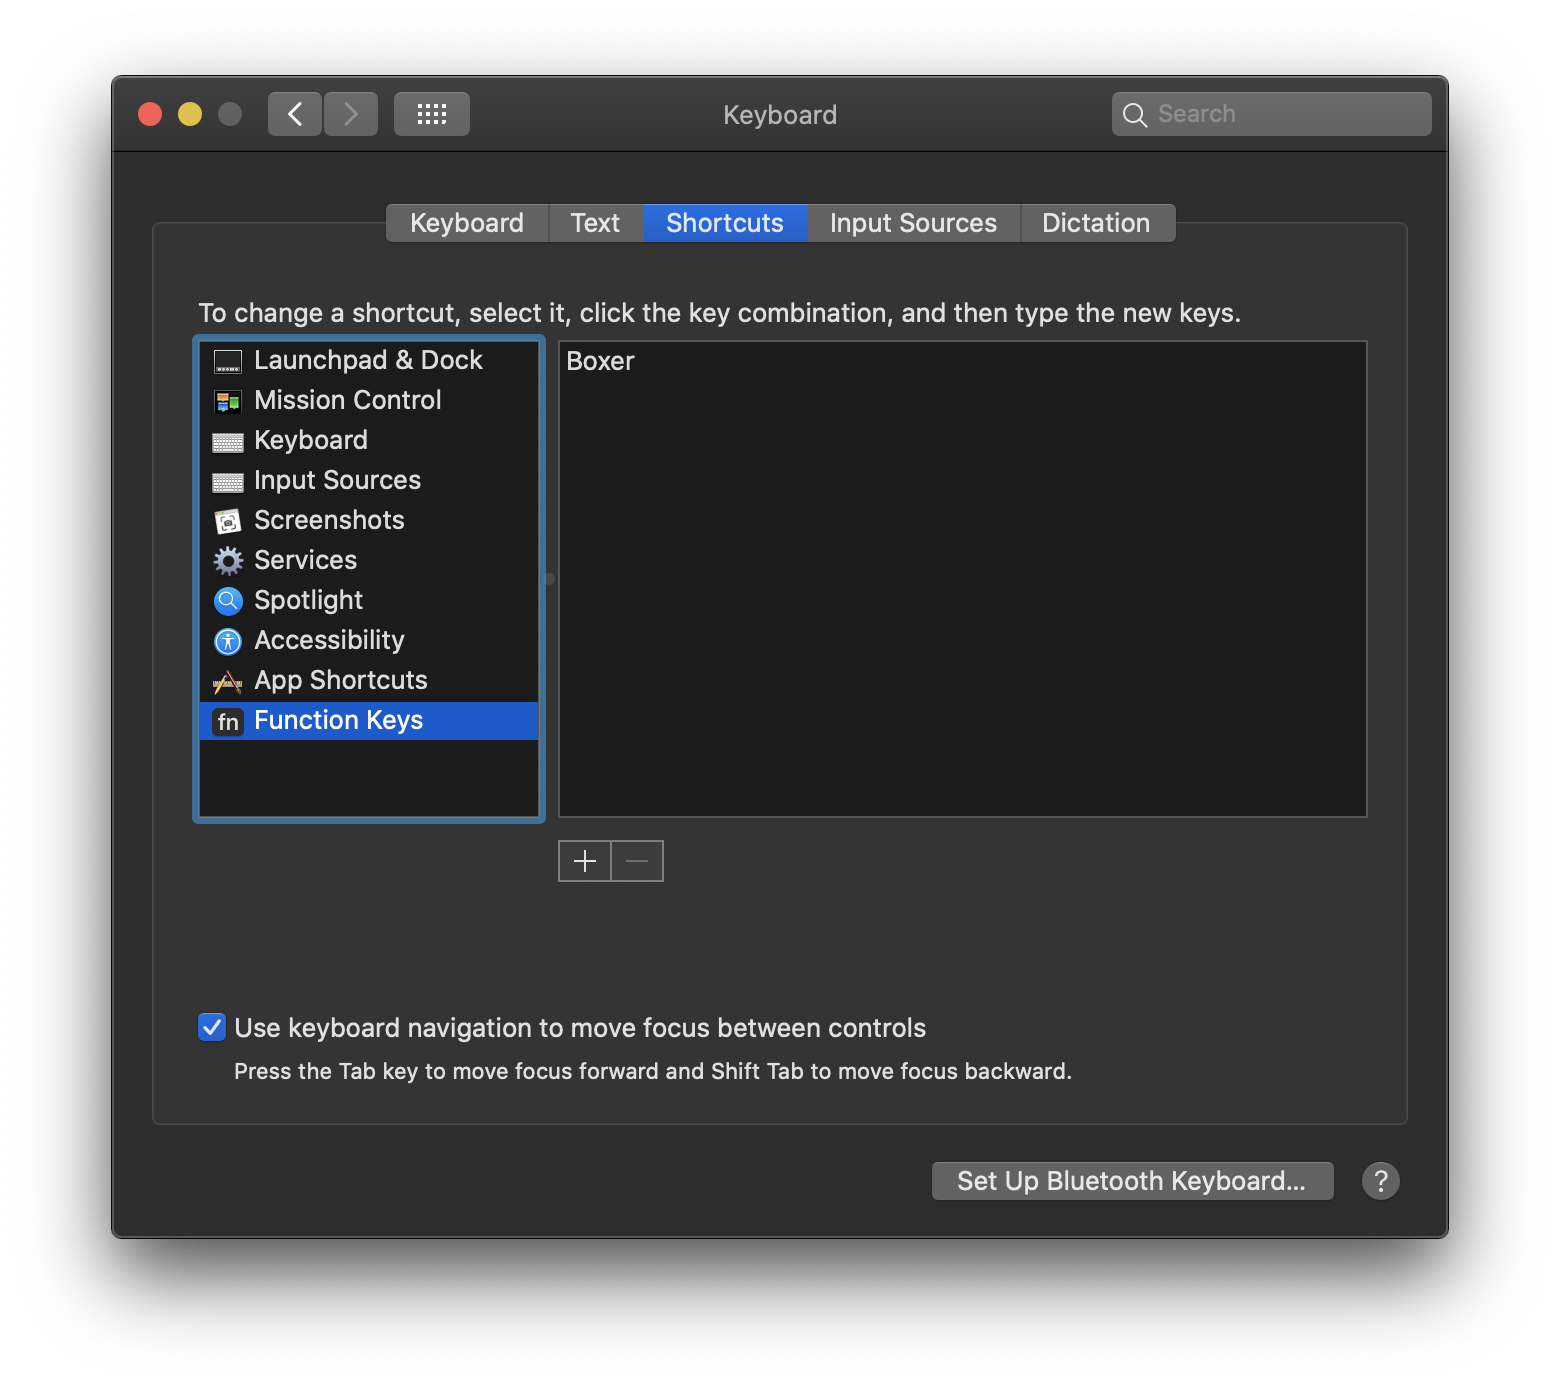 Keyboard
Search
Keyboard
Text
Shortcuts
Input Sources
Dictation
To change a shortcut, select it, click the key combination, and then type the new keys.
Launchpad & Dock
Mission Control
Keyboard
Input Sources
Screenshots
Services
Spotlight
Accessibility
App Shortcuts
fn Function Keys
Boxer
Use keyboard navigation to move focus between controls
Press the Tab key to move focus forward and Shift Tab to move focus backward.
Set Up Bluetooth Keyboard...
?